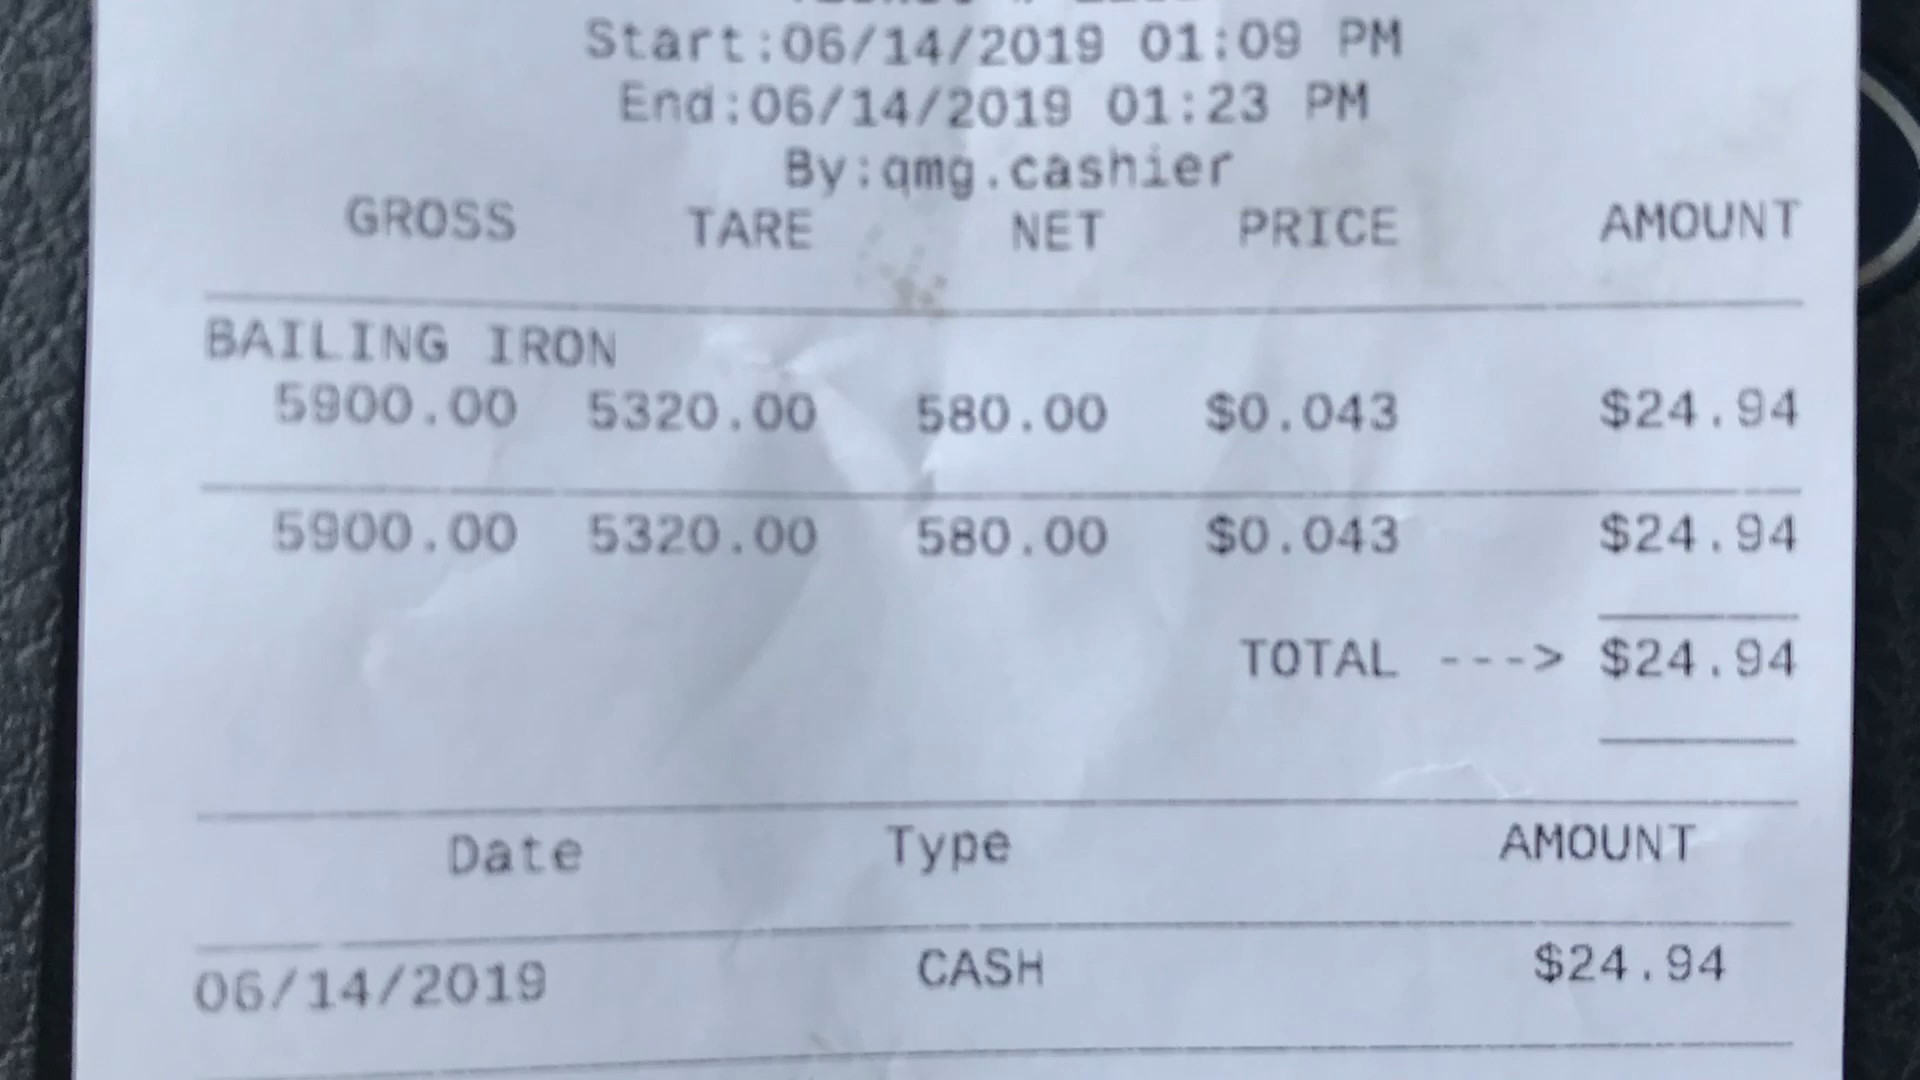 Start:06/14/2019 01:09 PM
End:06/14/2019 01:23 PM
By:qmg.cashier
GROSS TARE NET PRICE AMOUNT
BAILING IRON
5900.00 5320.00 580.00 $0.043 $24.94
5900.00 5320.00 580.00 $0.043 $24.94
TOTAL ---> $24.94
Date Type AMOUNT
06/14/2019 CASH $24.94